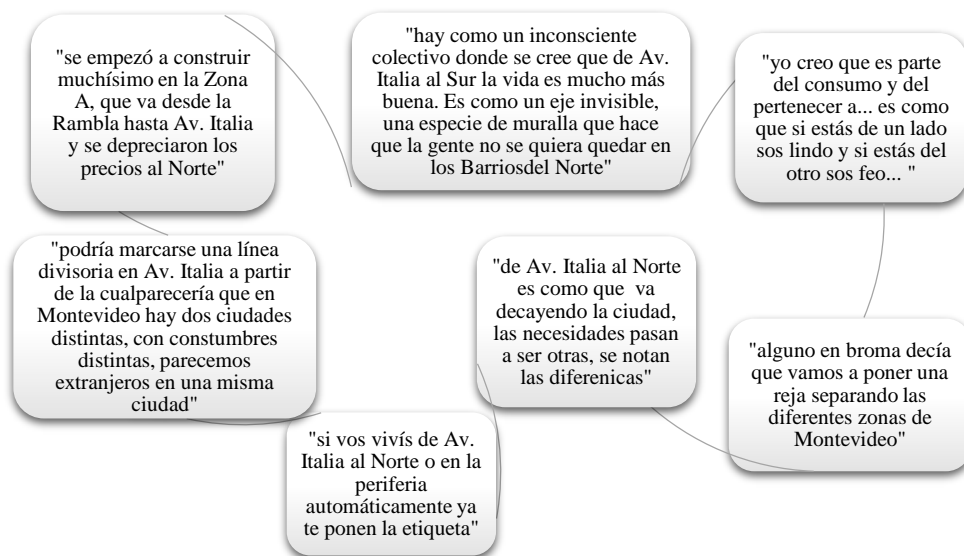 "se empezó a construir
muchísimo en la Zona
A, que va desde la
Rambla hasta Av. Italia
y se depreciaron los
precios al Norte"
"hay como un inconsciente
colectivo donde se cree que de Av.
Italia al Sur la vida es mucho más
buena. Es como un eje invisible,
una especie de muralla que hace
que la gente no se quiera quedar en
los Barriosdel Norte"
"yo creo que es parte
del consumo y del
pertenecer a... es como
que si estás de un lado
sos lindo y si estás del
otro sos feo... "
"podría marcarse una línea
divisoria en Av. Italia a partir
de la cualparecería que en
Montevideo hay dos ciudades
distintas, con constumbres
distintas, parecemos
extranjeros en una misma
ciudad"
"de Av. Italia al Norte
es como que va
decayendo la ciudad,
las necesidades pasan
a ser otras, se notan
las diferenicas"
"alguno en broma decía
que vamos a poner una
reja separando las
diferentes zonas de
Montevideo"
"si vos vivís de Av.
Italia al Norte o en la
periferia
automáticamente ya
te ponen la etiqueta"